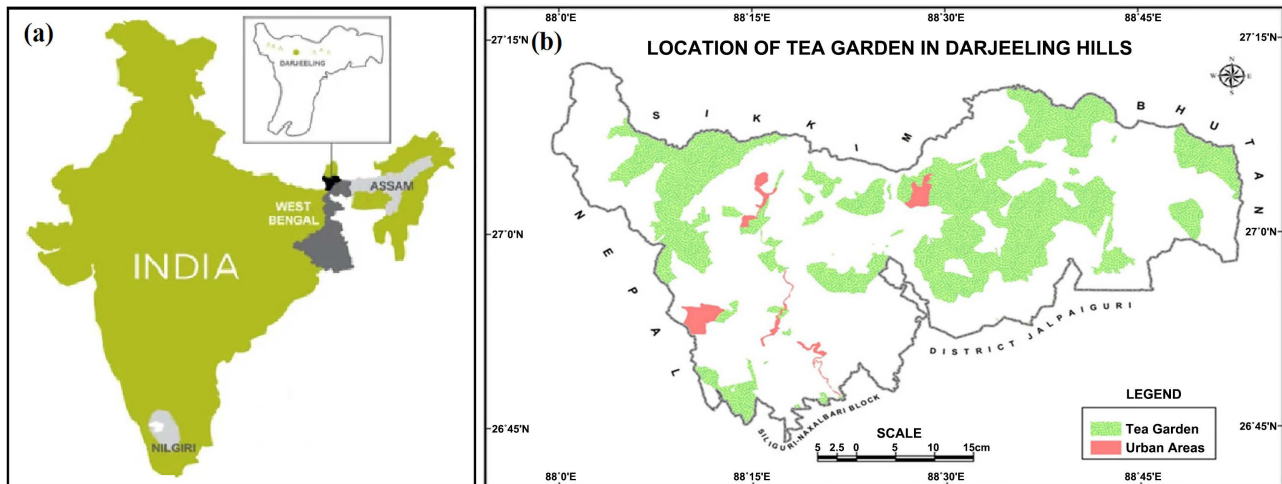 (a)
DARJEELING
ASSAM
WEST
BENGAL
INDIA
NILGIRI
(b)
88°0'E
88°15'E
88°30'E
88°45'E
27°15'N
27°15'N
LOCATION OF TEA GARDEN IN DARJEELING HILLS
N
W
E
S
SIKKIM
BHUTAN
NEPAL
27°0'N
27°0'N
DISTRICT JALPAIGURI
SILIGURI-NAXALBARI BLOCK
LEGEND
Tea Garden
Urban Areas
26°45'N
26°45'N
SCALE
5 2.5 0 5 10 15cm
88°0'E
88°15'E
88°30'E
88°45'E